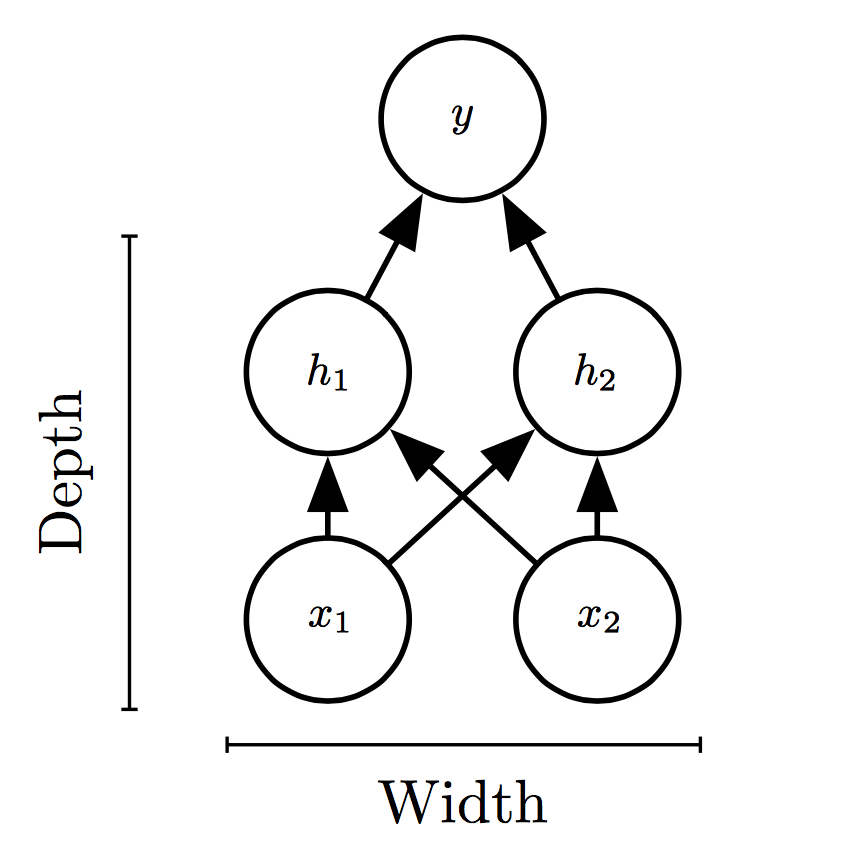 y
h₁ h₂
Depth
x₁ x₂
Width